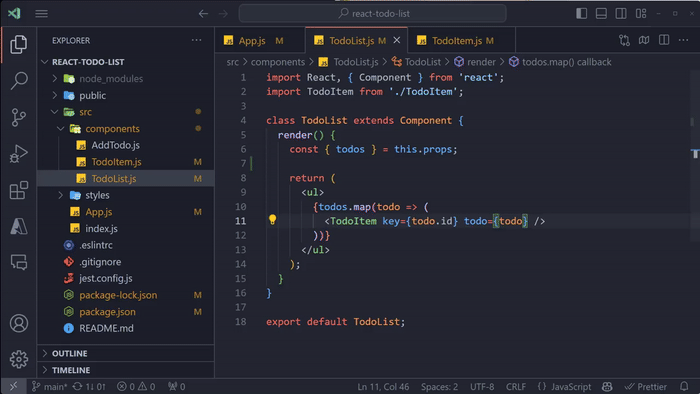 react-todo-list
EXPLORER
REACT-TODO-LIST
node_modules
public
src
components
AddTodo.js
TodoItem.js M
TodoList.js M
styles
App.js M
index.js
.eslintrc
.gitignore
jest.config.js
package-lock.json M
package.json M
README.md
OUTLINE
TIMELINE
App.js M
TodoList.js M
TodoItem.js M
src > components > TodoList.js > TodoList > render > todos.map() callback
1 import React, { Component } from 'react';
2 import TodoItem from './TodoItem';
3
4 class TodoList extends Component {
5 render() {
6 const { todos } = this.props;
7
8 return (
9 <ul>
10 {todos.map(todo => (
11 <TodoItem key={todo.id} todo={todo} />
12 ))}
13 </ul>
14 );
15 }
16 }
17
18 export default TodoList;
main* 1↓ 0↑ 0 0 0 Ln 11, Col 46 Spaces: 2 UTF-8 CRLF {} JavaScript Prettier